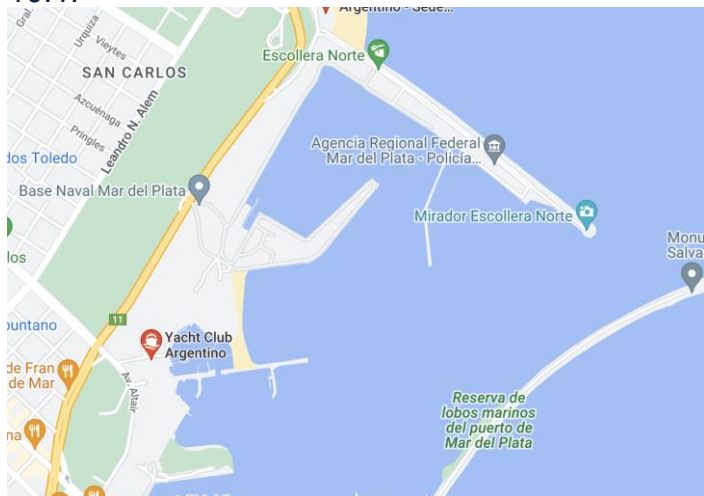 Argentino - Sede...
Gral.
Urquiza
Vieytes
SAN CARLOS
Azcuénaga
Pringles
Leandro N. Alem
Escollera Norte
Agencia Regional Federal
Mar del Plata - Policía...
dos Toledo
Base Naval Mar del Plata
Mirador Escollera Norte
Monu
Salva
los
11
ountano
Yacht Club
Argentino
de Fran
de Mar
Av. Altair
Reserva de
lobos marinos
del puerto de
Mar del Plata
na